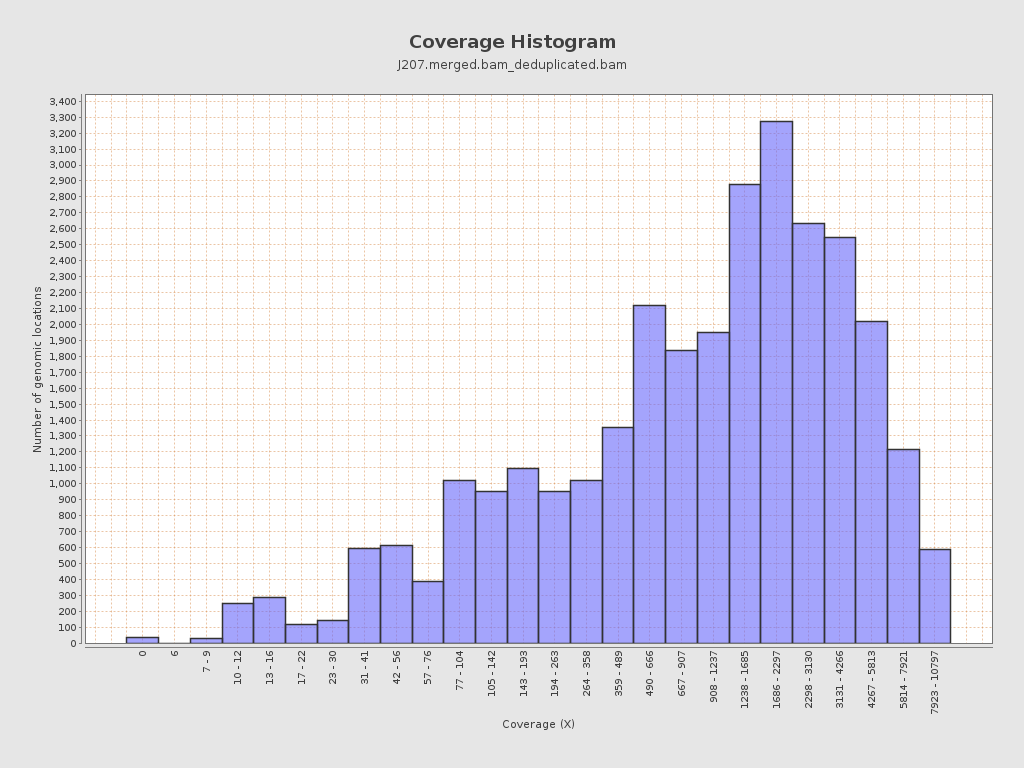 Coverage Histogram
J207.merged.bam_deduplicated.bam
Number of genomic locations
3,400
3,300
3,200
3,100
3,000
2,900
2,800
2,700
2,600
2,500
2,400
2,300
2,200
2,100
2,000
1,900
1,800
1,700
1,600
1,500
1,400
1,300
1,200
1,100
1,000
900
800
700
600
500
400
300
200
100
0
0
6
7 - 9
10 - 12
13 - 16
17 - 22
23 - 30
31 - 41
42 - 56
57 - 76
77 - 104
105 - 142
143 - 193
194 - 263
264 - 358
359 - 489
490 - 666
667 - 907
908 - 1237
1238 - 1685
1686 - 2297
2298 - 3130
3131 - 4266
4267 - 5813
5814 - 7921
7923 - 10797
Coverage (X)